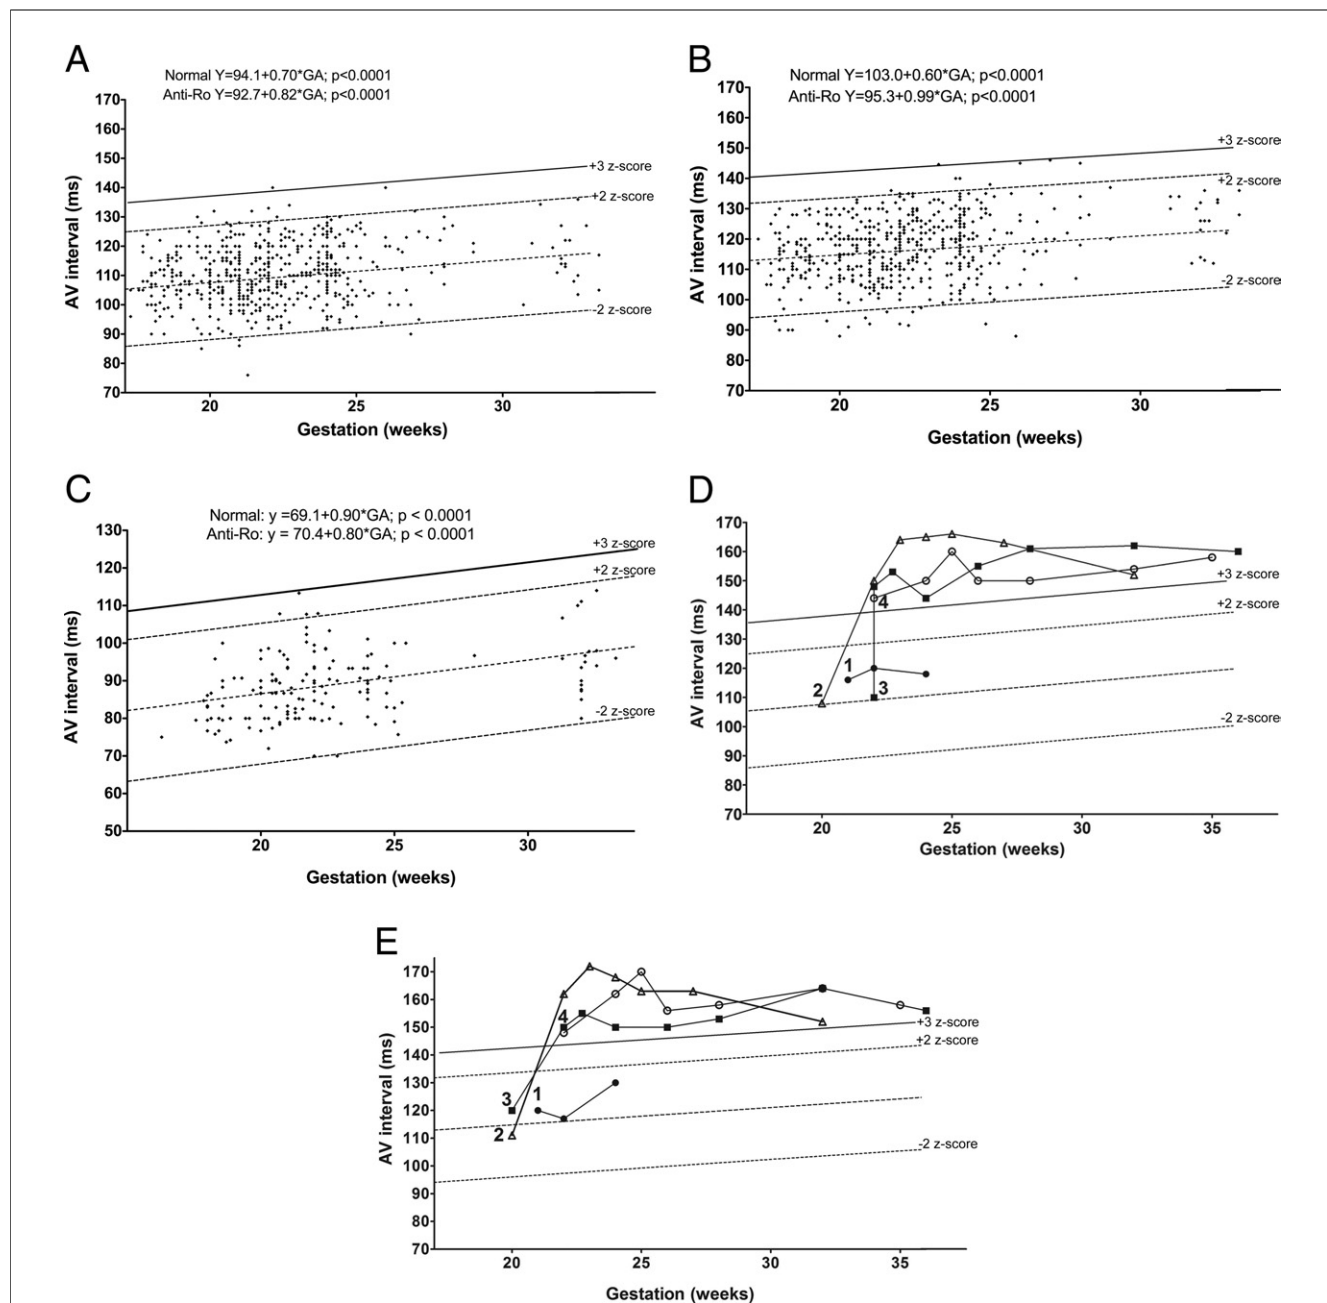 A
Normal Y=94.1+0.70*GA; p<0.0001
Anti-Ro Y=92.7+0.82*GA; p<0.0001
170
160
150
140
130
120
110
100
90
80
70
AV interval (ms)
+3 z-score
+2 z-score
-2 z-score
20 25 30
Gestation (weeks)
B
Normal Y=103.0+0.60*GA; p<0.0001
Anti-Ro Y=95.3+0.99*GA; p<0.0001
170
160
150
140
130
120
110
100
90
80
70
AV interval (ms)
+3 z-score
+2 z-score
-2 z-score
20 25 30
Gestation (weeks)
C
Normal: y =69.1+0.90*GA; p < 0.0001
Anti-Ro: y = 70.4+0.80*GA; p < 0.0001
130
120
110
100
90
80
70
60
50
AV interval (ms)
+3 z-score
+2 z-score
-2 z-score
20 25 30
Gestation (weeks)
D
170
160
150
140
130
120
110
100
90
80
70
AV interval (ms)
+3 z-score
+2 z-score
-2 z-score
4
1
2
3
20 25 30 35
Gestation (weeks)
E
170
160
150
140
130
120
110
100
90
80
70
AV interval (ms)
+3 z-score
+2 z-score
-2 z-score
4
3
1
2
20 25 30 35
Gestation (weeks)